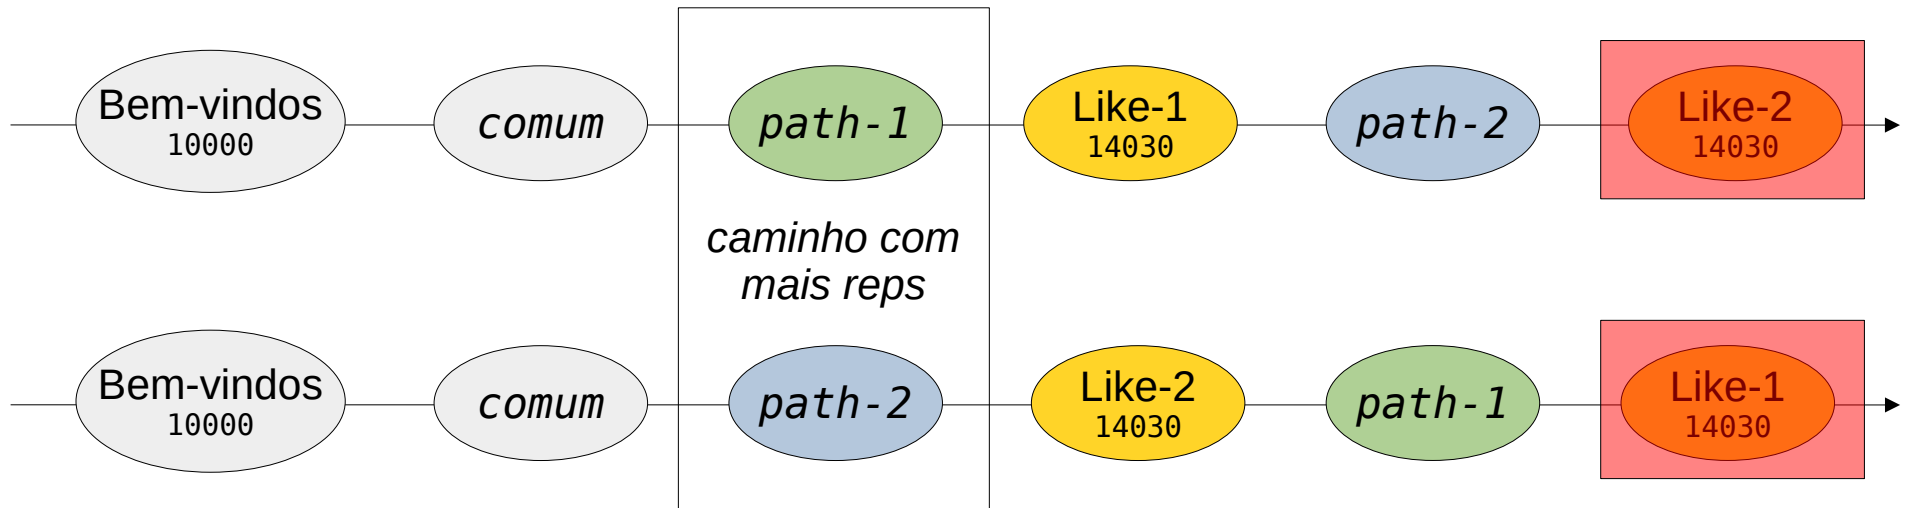 Bem-vindos
10000
comum
path-1
Like-1
14030
path-2
Like-2
14030
caminho com
mais reps
Bem-vindos
10000
comum
path-2
Like-2
14030
path-1
Like-1
14030